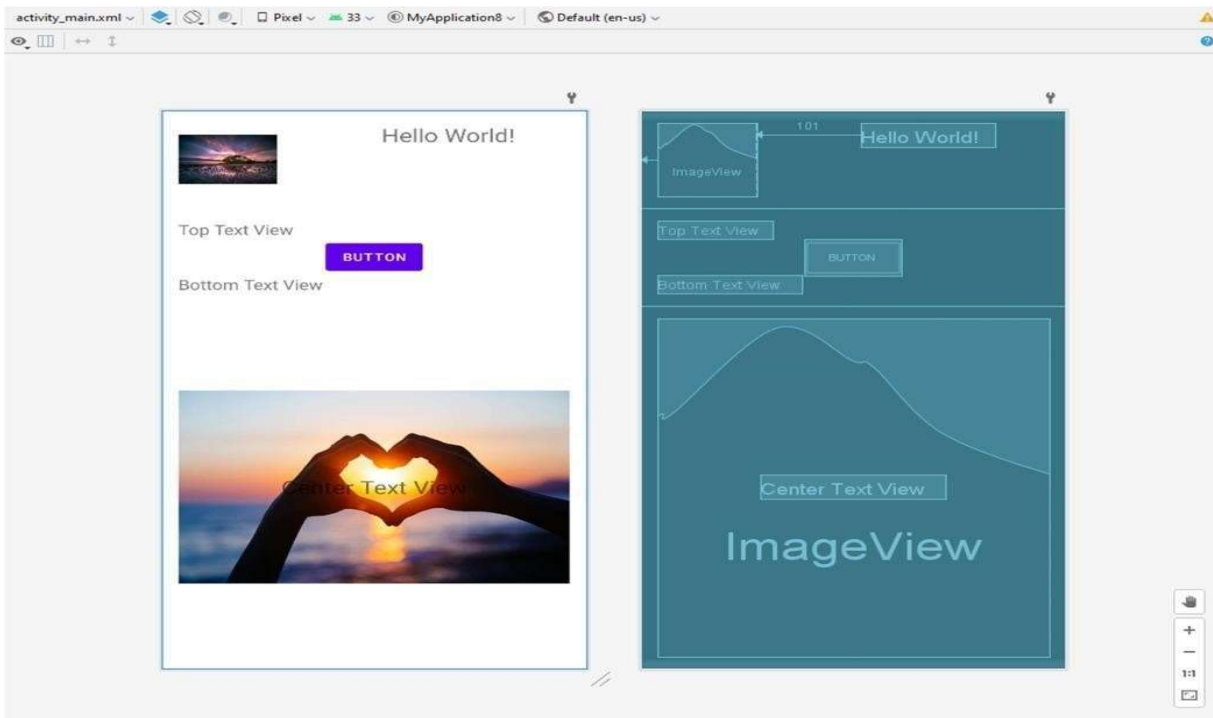 activity_main.xml Pixel 33 MyApplication8 Default (en-us)
Hello World!
Top Text View
BUTTON
Bottom Text View
Center Text View
101
Hello World!
ImageView
Top Text View
BUTTON
Bottom Text View
Center Text View
ImageView
1:1